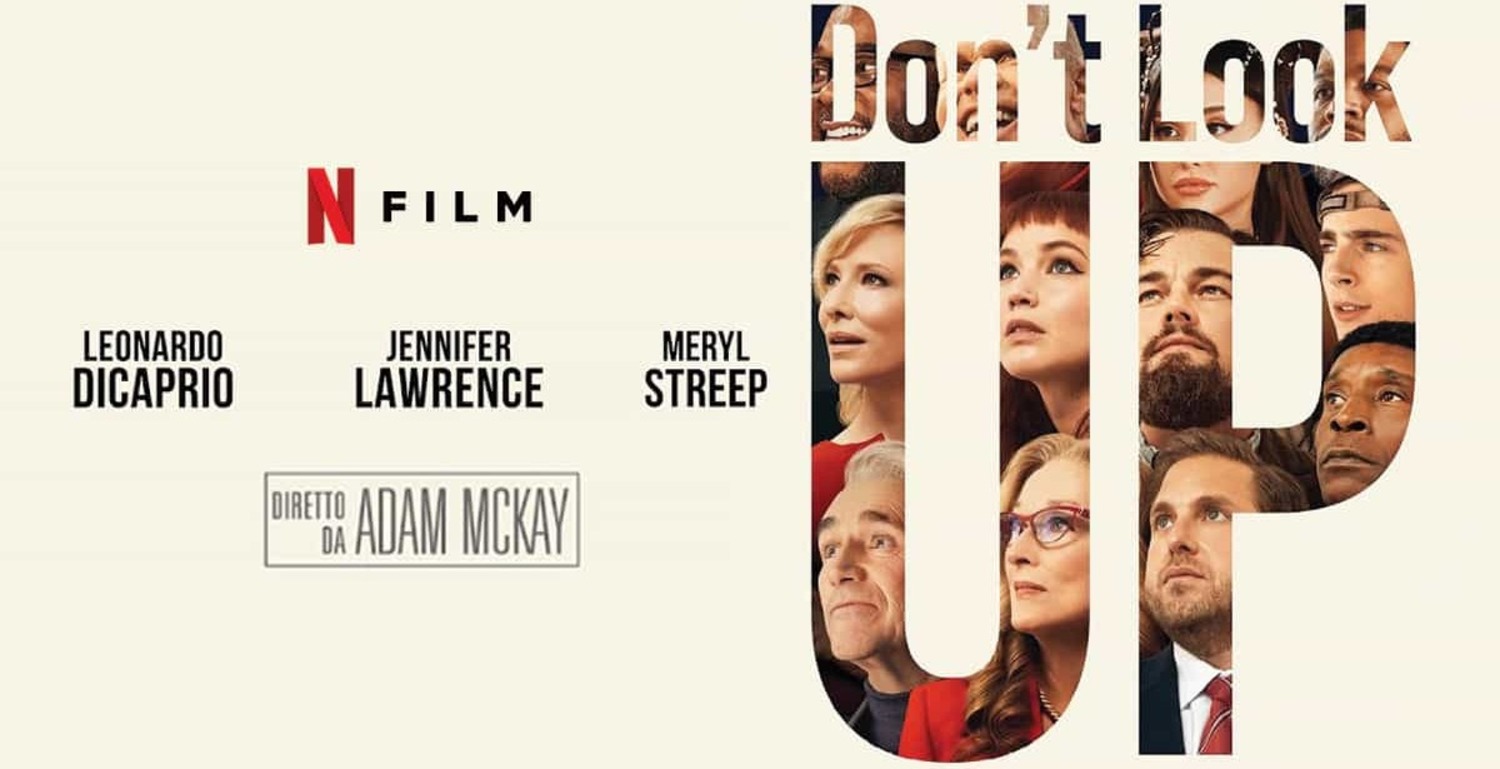 N FILM
LEONARDO
DICAPRIO
JENNIFER
LAWRENCE
MERYL
STREEP
DIRETTO
DA ADAM MCKAY
Don't Look
UP